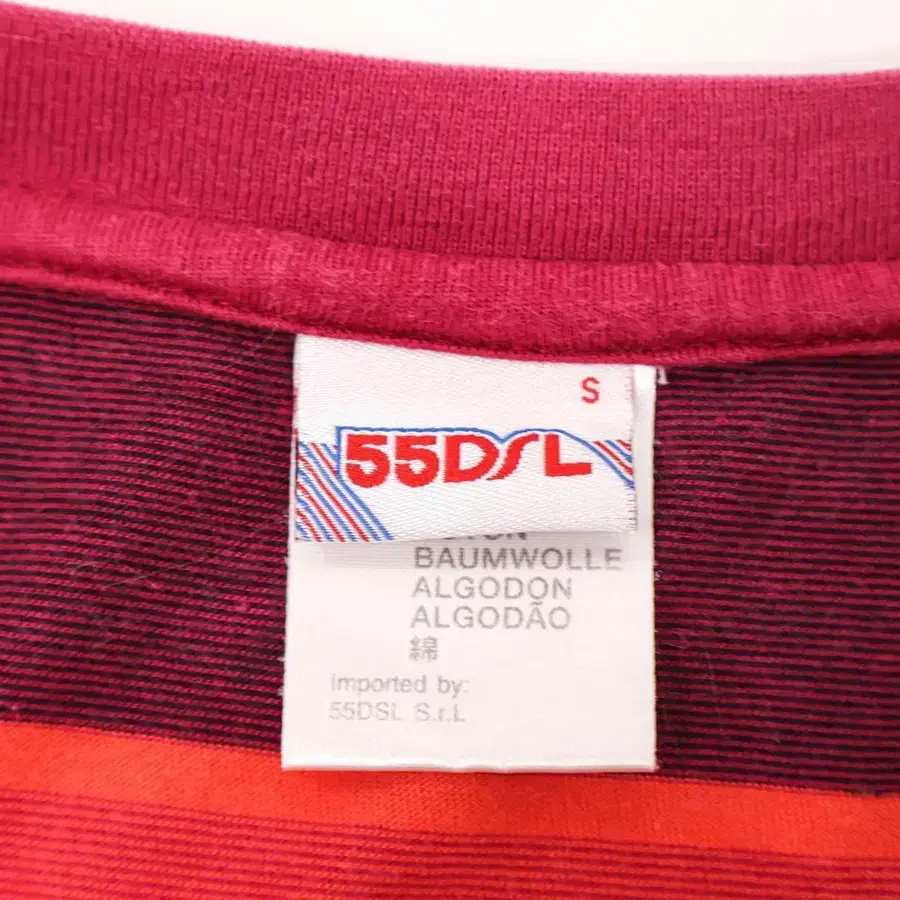 S
55DSL
BAUMWOLLE
ALGODON
ALGODÃO
綿
imported by:
55DSL S.r.L